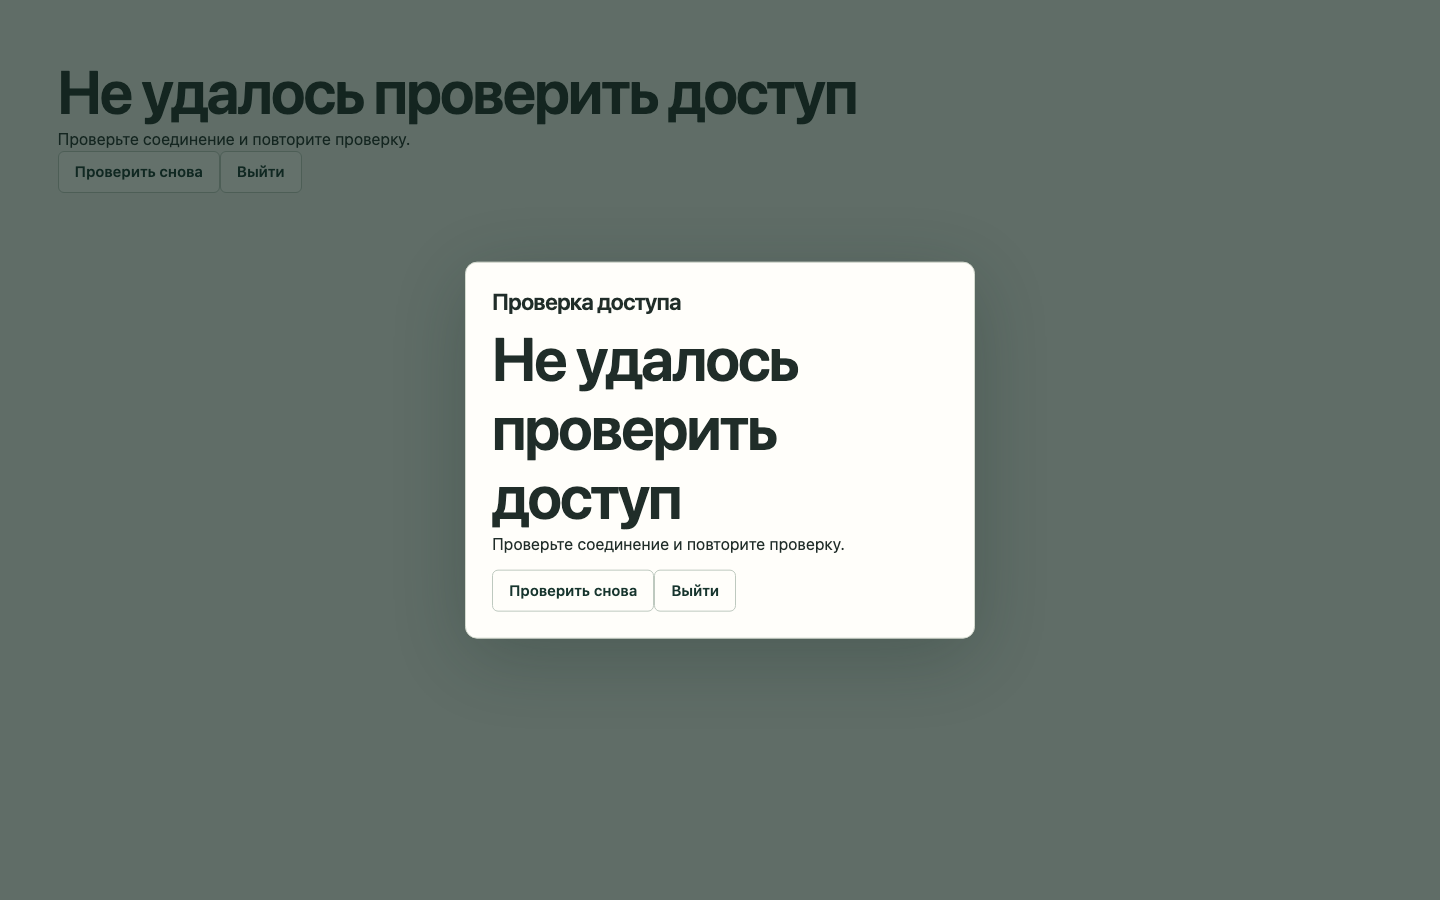 Не удалось проверить доступ
Проверьте соединение и повторите проверку.
Проверить снова Выйти
Проверка доступа
Не удалось
проверить
доступ
Проверьте соединение и повторите проверку.
Проверить снова Выйти